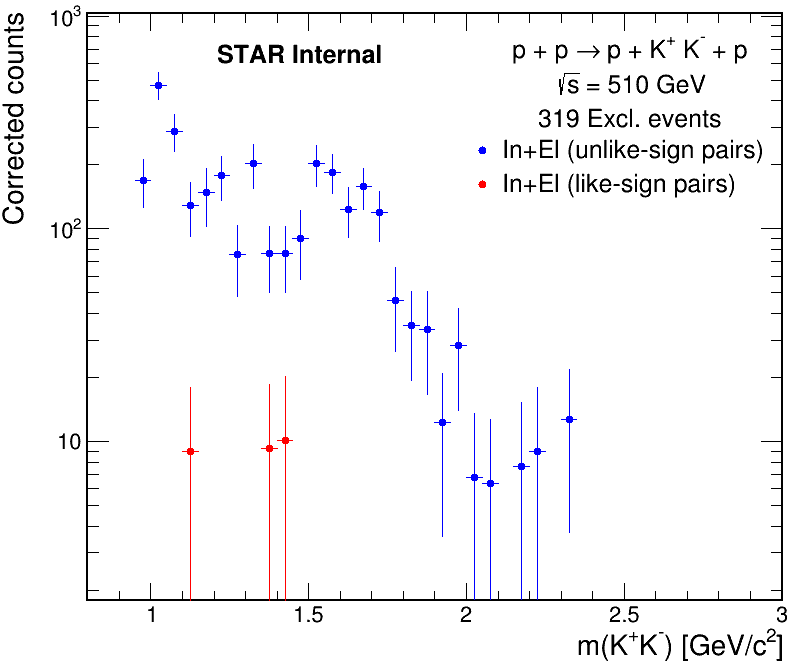 10³
STAR Internal
p + p → p + K⁺ K⁻ + p
√s = 510 GeV
319 Excl. events
In+El (unlike-sign pairs)
In+El (like-sign pairs)
Corrected counts
10²
10
1
1.5
2
2.5
3
m(K⁺K⁻) [GeV/c²]